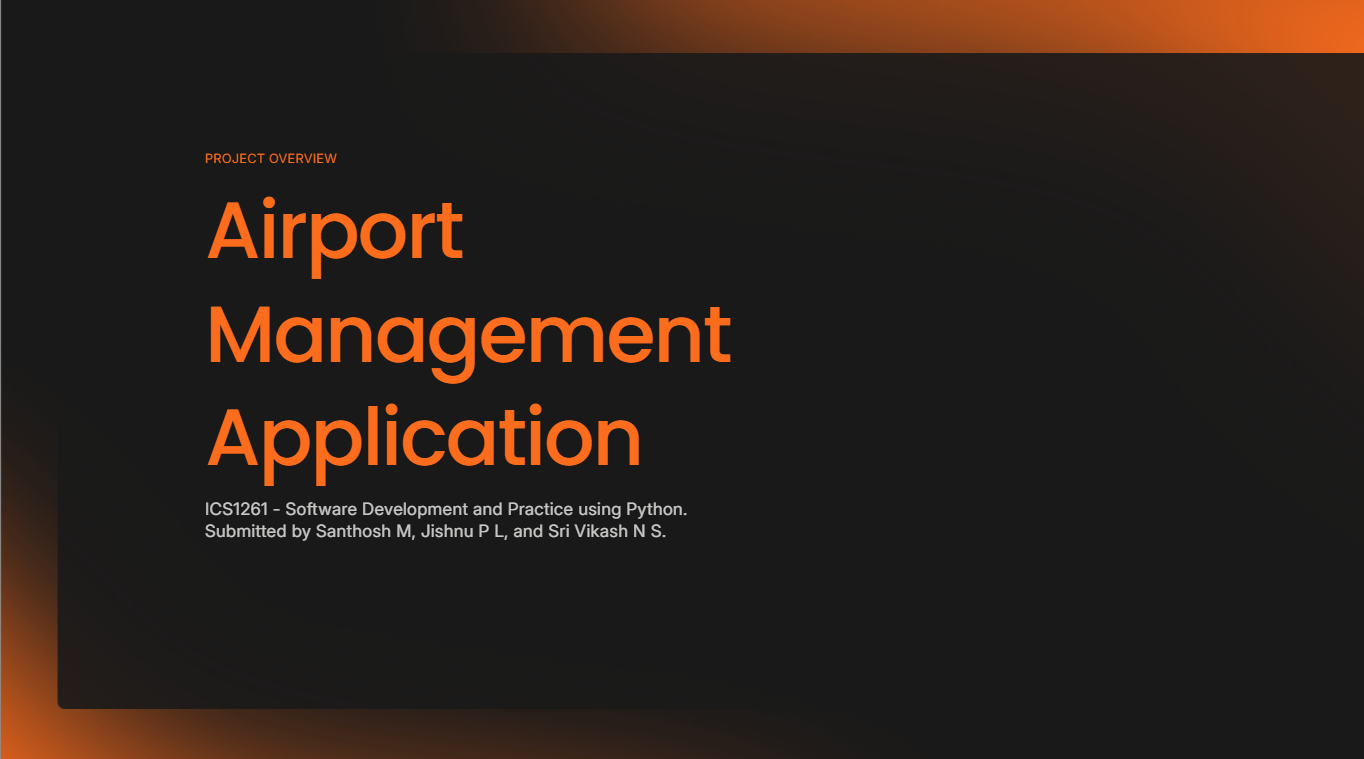 PROJECT OVERVIEW
Airport
Management
Application
ICS1261 - Software Development and Practice using Python.
Submitted by Santhosh M, Jishnu P L, and Sri Vikash N S.